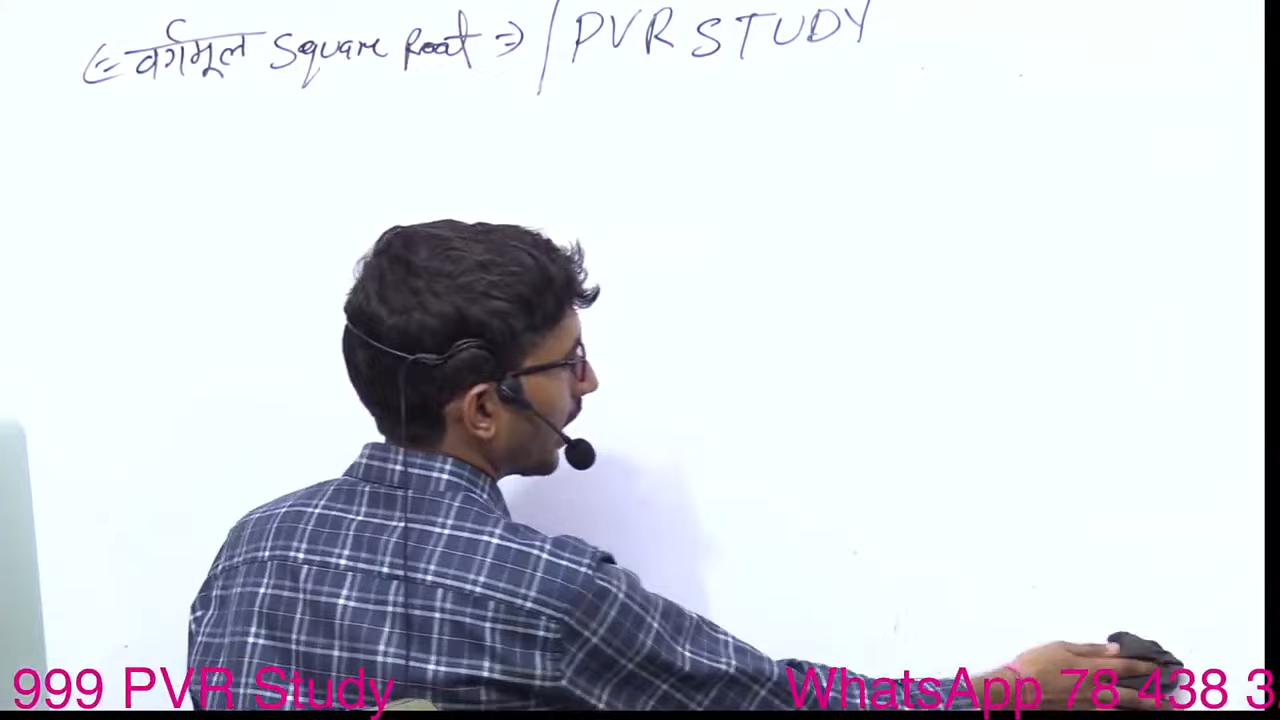 (= वर्गमूल Square Root => / PVR STUDY
999 PVR Study
WhatsApp 78 438 3